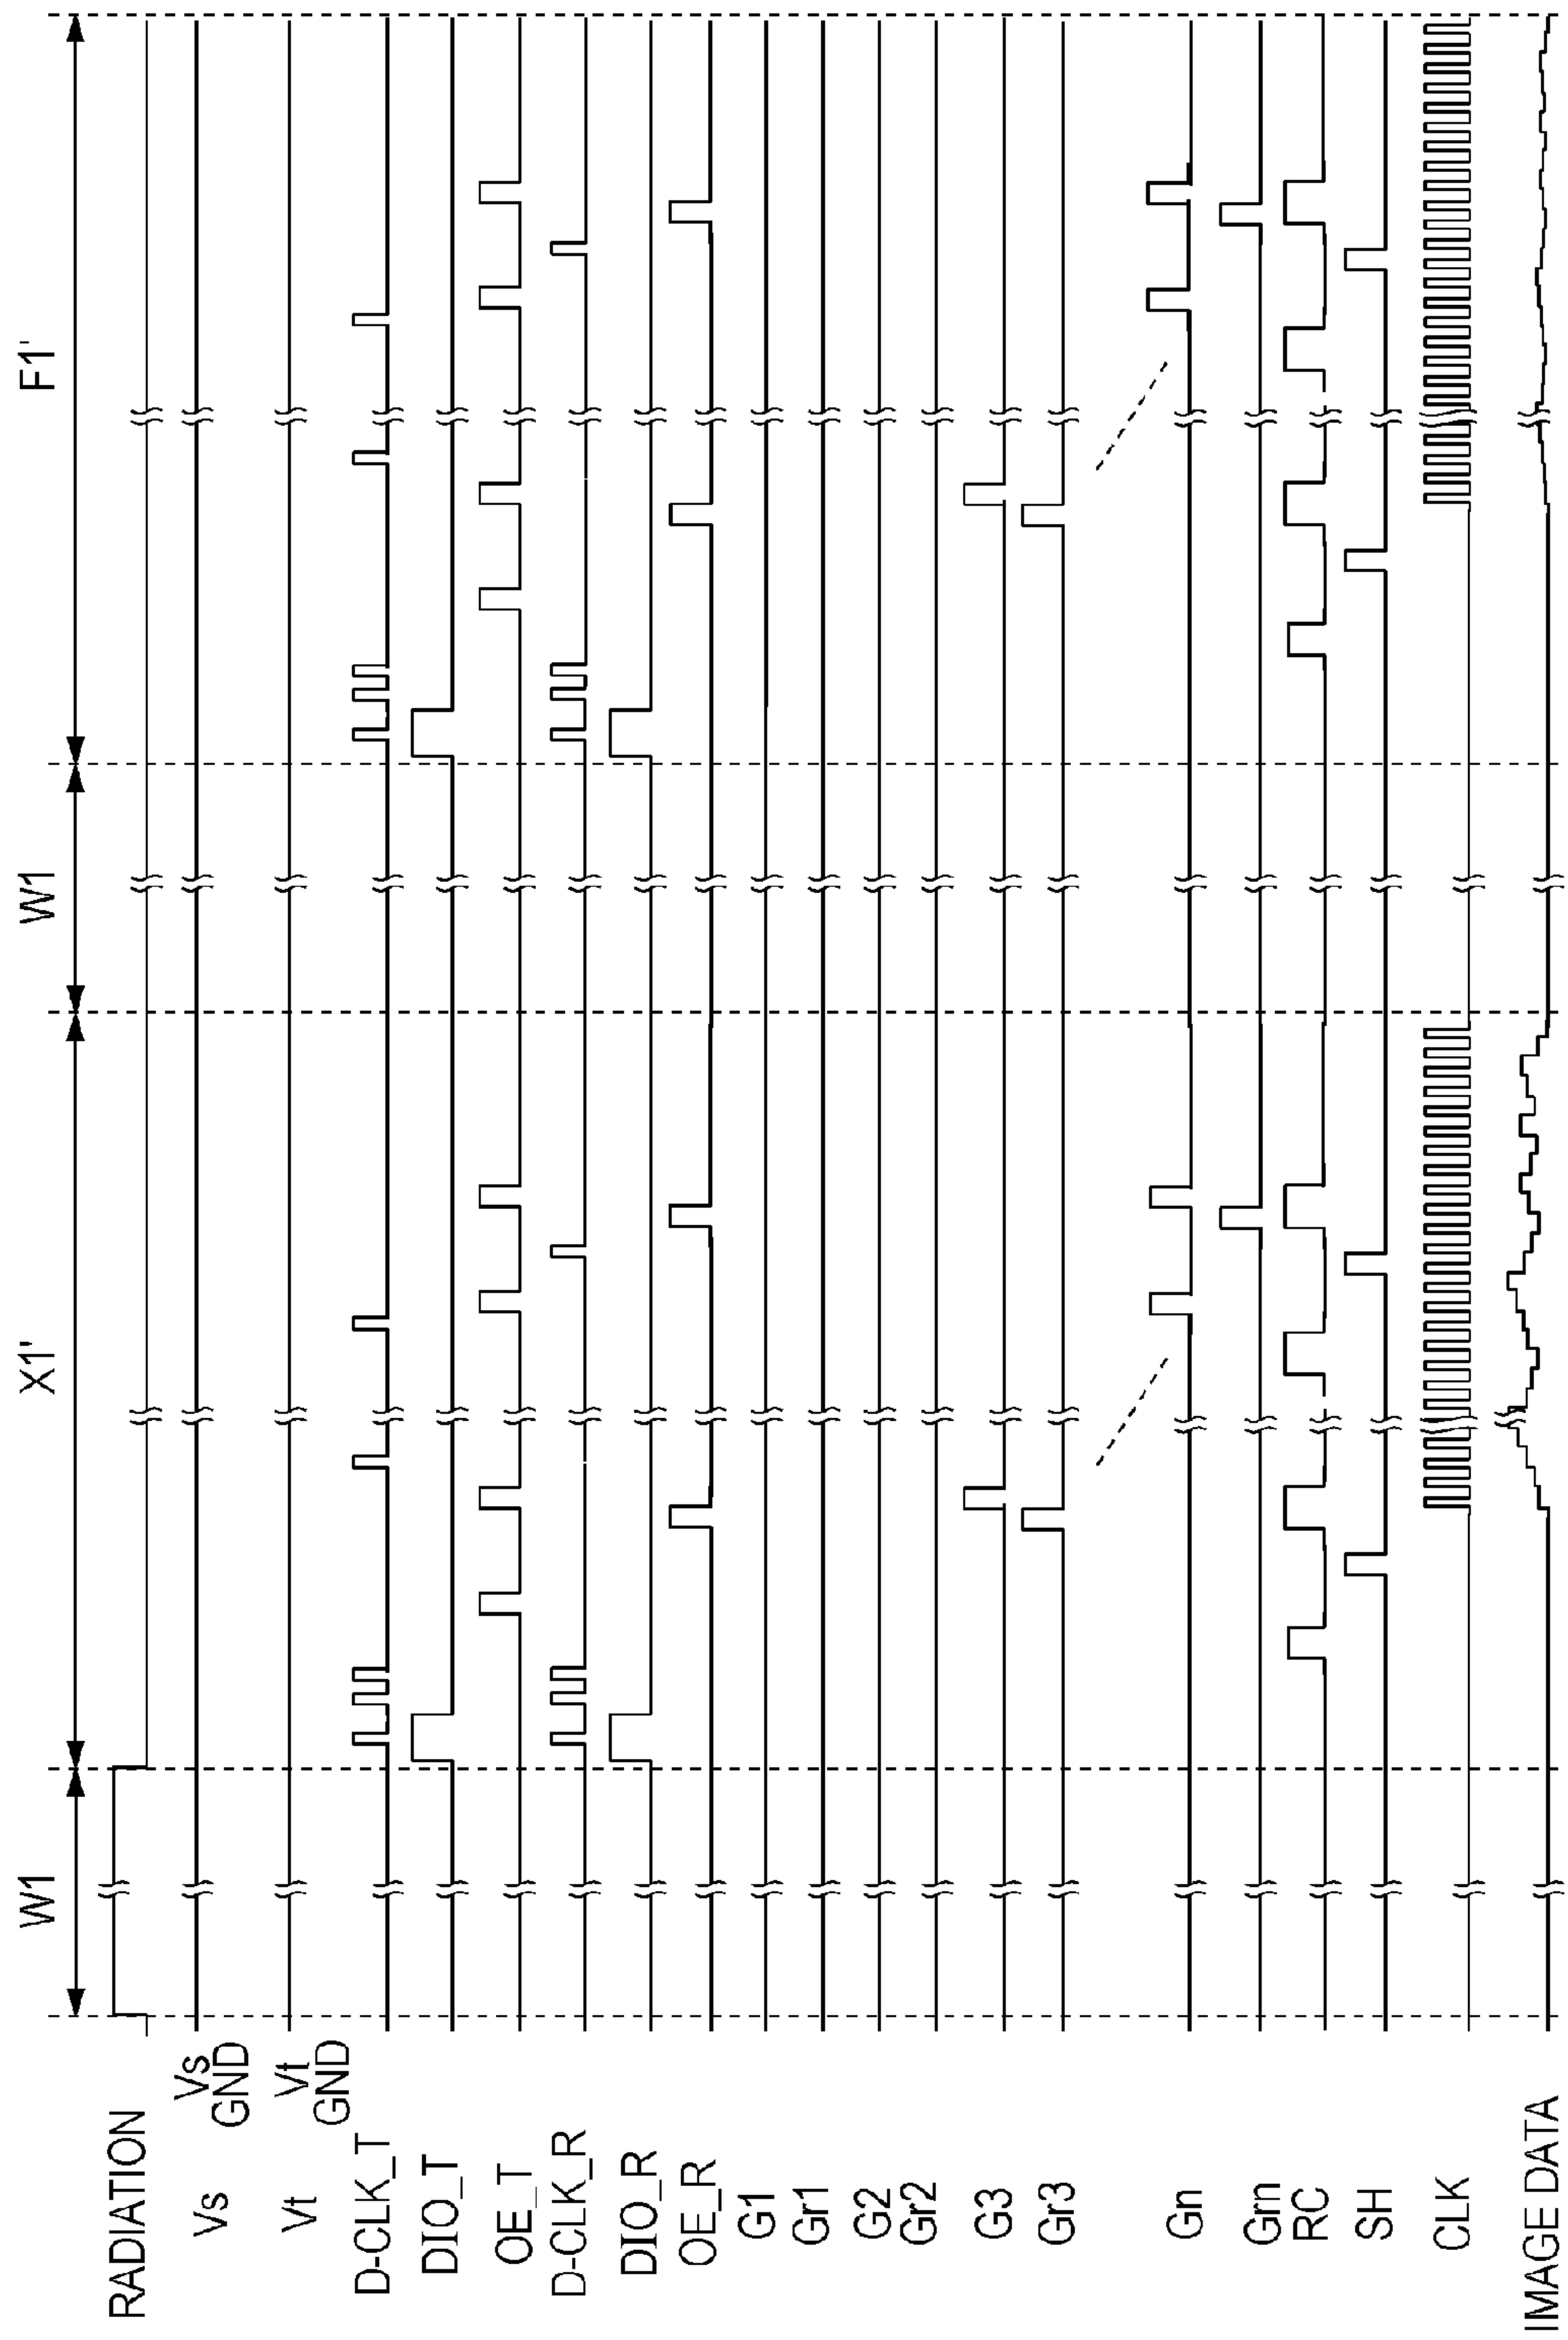 W1
X1'
W1
F1'
RADIATION
Vs
Vs
GND
Vt
Vt
GND
D-CLK_T
DIO_T
OE_T
D-CLK_R
DIO_R
OE_R
G1
Gr1
G2
Gr2
G3
Gr3
Gn
Grn
RC
SH
CLK
IMAGE DATA